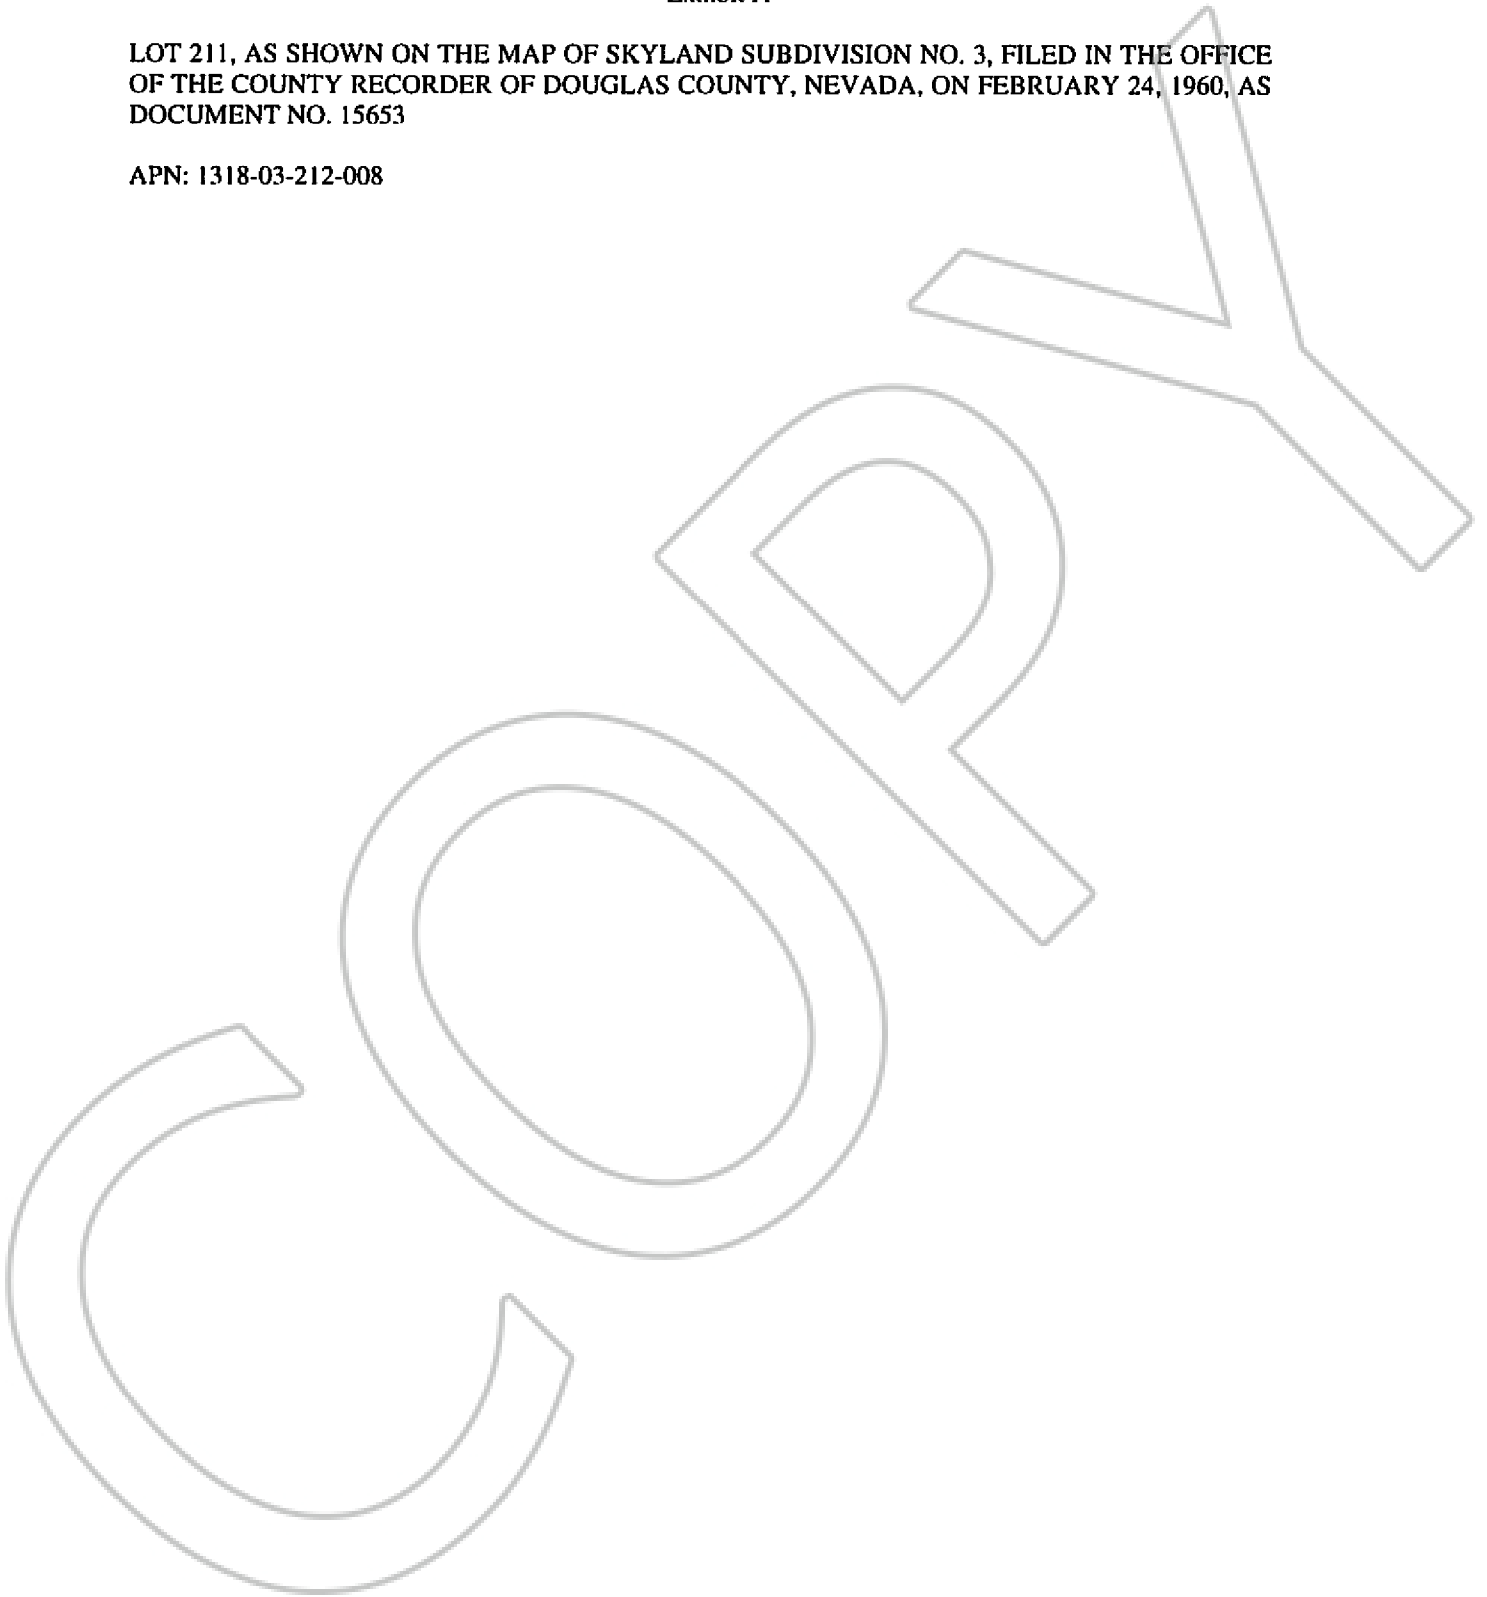 LOT 211, AS SHOWN ON THE MAP OF SKYLAND SUBDIVISION NO. 3, FILED IN THE OFFICE
OF THE COUNTY RECORDER OF DOUGLAS COUNTY, NEVADA, ON FEBRUARY 24, 1960, AS
DOCUMENT NO. 15653
APN: 1318-03-212-008
COPY